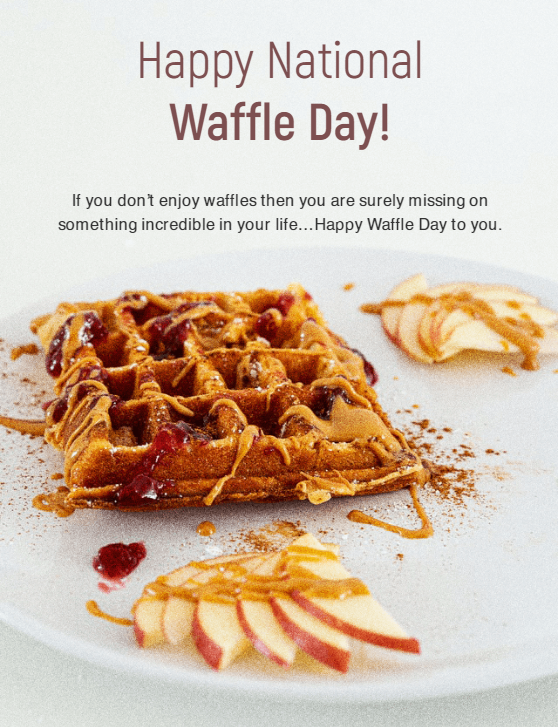 Happy National
Waffle Day!
If you don't enjoy waffles then you are surely missing on
something incredible in your life...Happy Waffle Day to you.